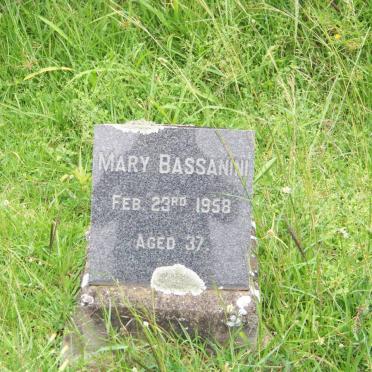 MARY BASSANINI
FEB. 23RD 1958
AGED 37.